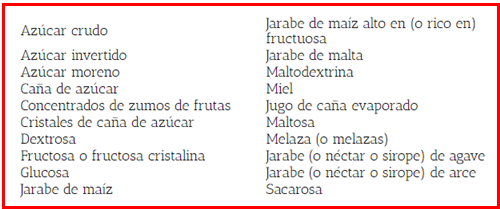 Azúcar crudo
Azúcar invertido
Azúcar moreno
Caña de azúcar
Concentrados de zumos de frutas
Cristales de caña de azúcar
Dextrosa
Fructosa o fructosa cristalina
Glucosa
Jarabe de maíz
Jarabe de maíz alto en (o rico en)
fructuosa
Jarabe de malta
Maltodextrina
Miel
Jugo de caña evaporado
Maltosa
Melaza (o melazas)
Jarabe (o néctar o sirope) de agave
Jarabe (o néctar o sirope) de arce
Sacarosa